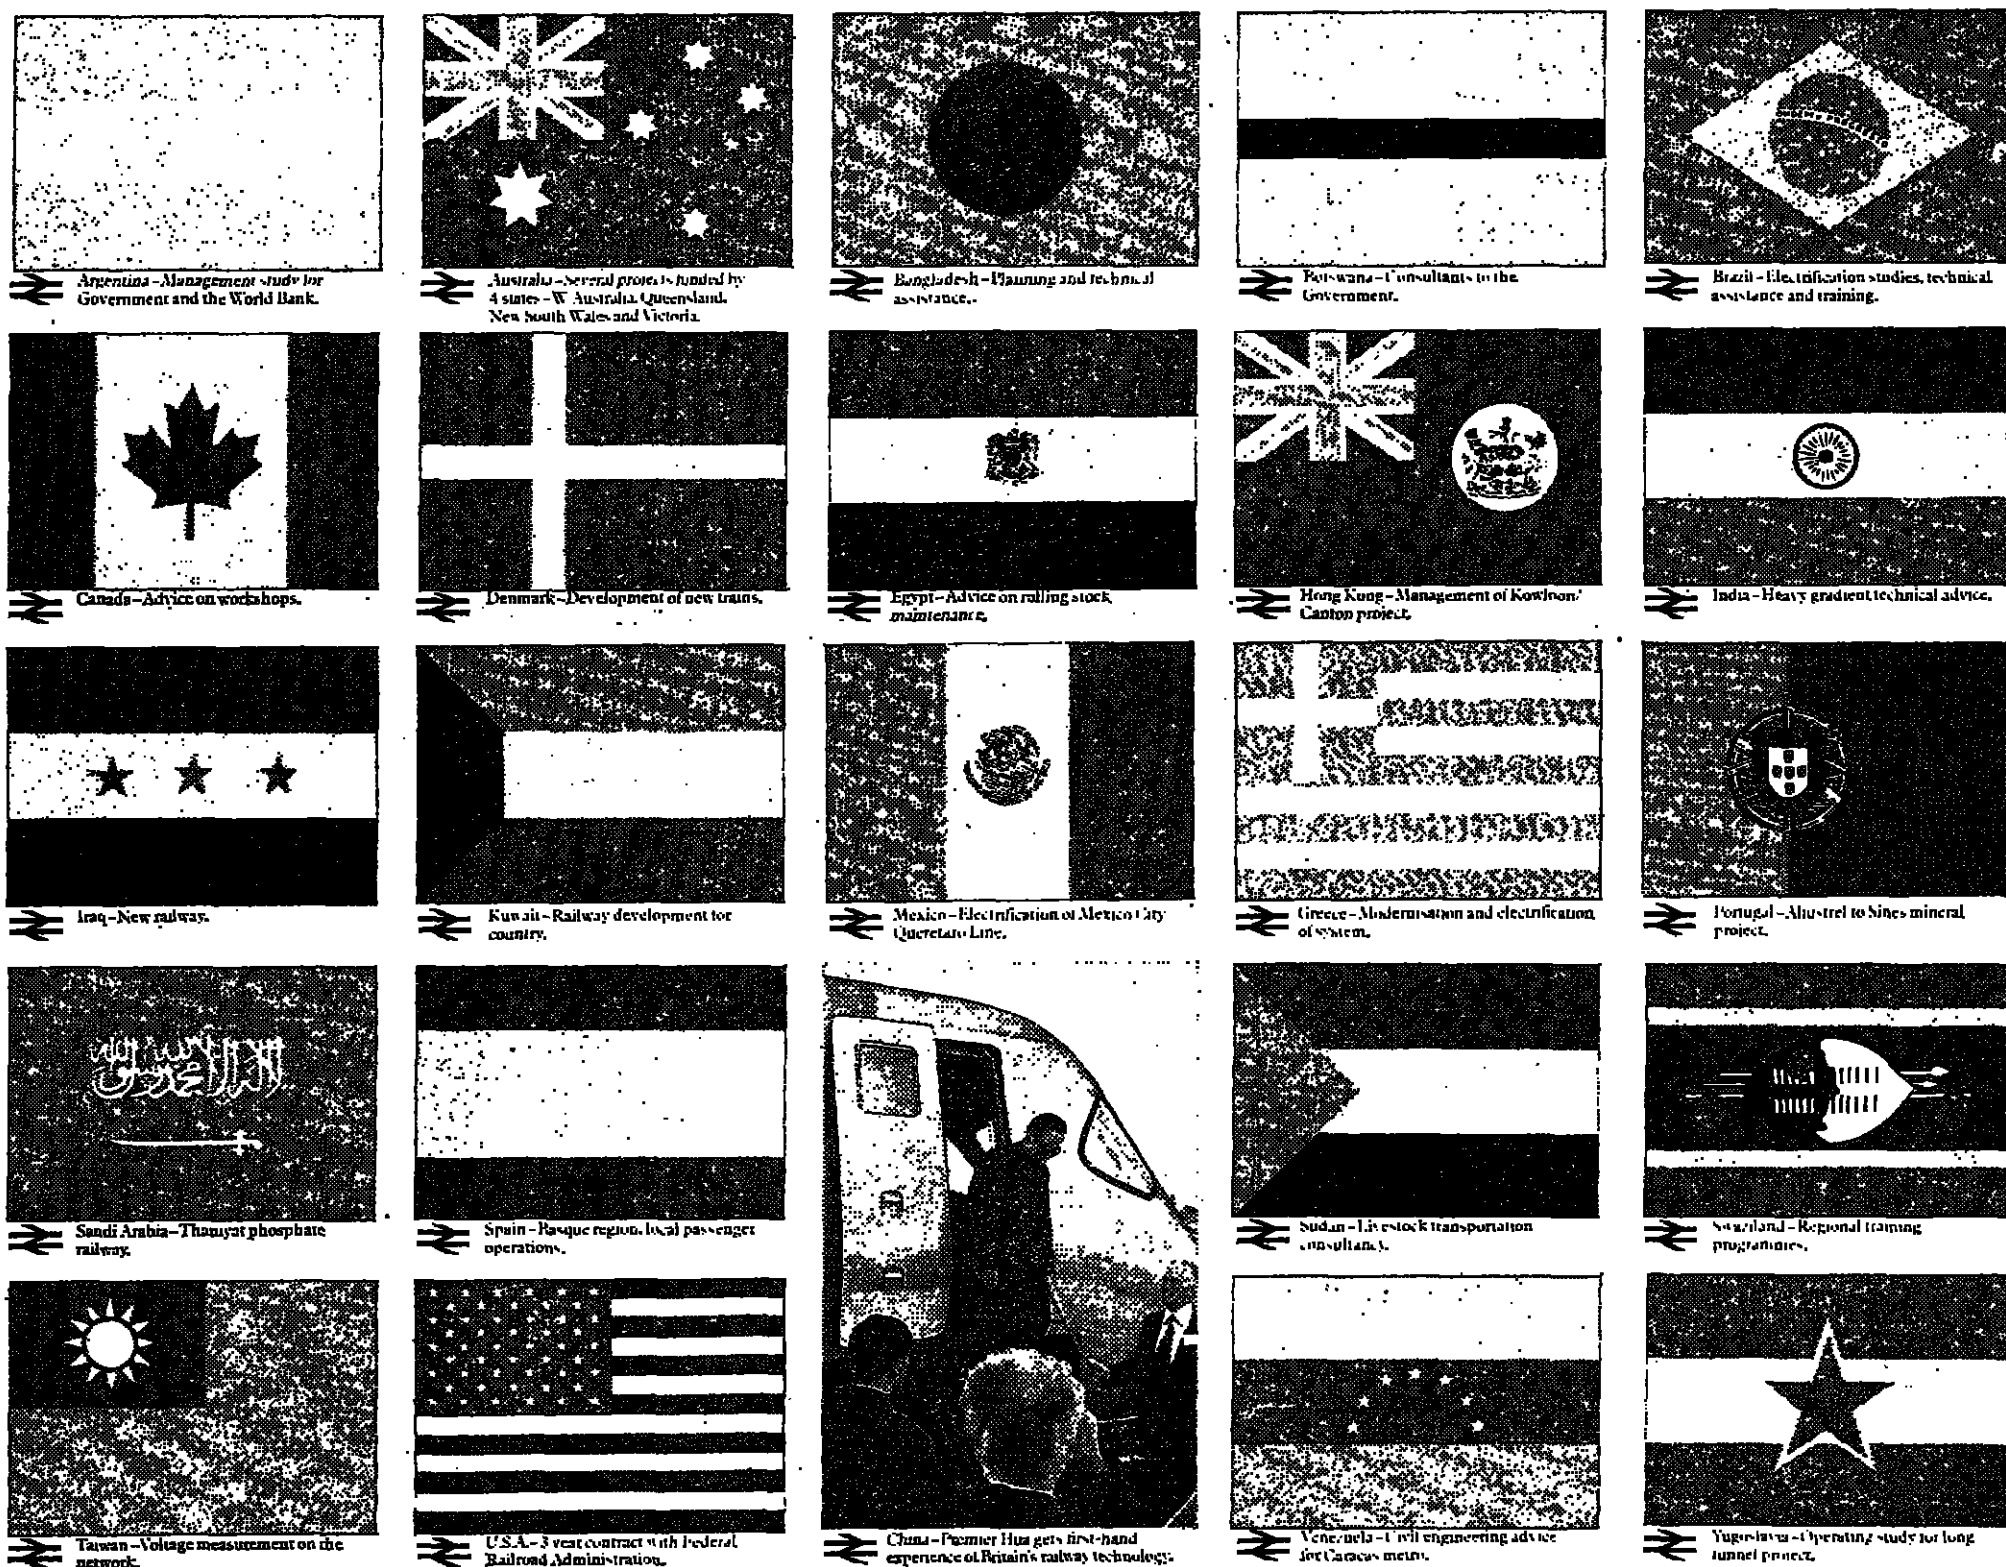 Argentina–Management study for
Government and the World Bank.
Australia–Several projects funded by
4 states–W. Australia, Queensland,
New South Wales and Victoria.
Bangladesh–Planning and technical
assistance.
Botswana–Consultants to the
Government.
Brazil–Electrification studies, technical
assistance and training.
Canada–Advice on workshops.
Denmark–Development of new trains.
Egypt–Advice on rolling stock
maintenance.
Hong Kong–Management of Kowloon/
Canton project.
India–Heavy gradient technical advice.
Iraq–New railway.
Kuwait–Railway development for
country.
Mexico–Electrification of Mexico City
Queretaro Line.
Greece–Modernisation and electrification
of system.
Portugal–Aljustrel to Sines mineral
project.
Saudi Arabia–Thaniyat phosphate
railway.
Spain–Basque region, local passenger
operations.
Sudan–Livestock transportation
consultancy.
Swaziland–Regional training
programmes.
Taiwan–Voltage measurement on the
network.
U.S.A.–3 year contract with Federal
Railroad Administration.
China–Premier Hua gets first-hand
experience of Britain's railway technology.
Venezuela–Civil engineering advice
for Caracas metro.
Yugoslavia–Operating study for long
tunnel project.